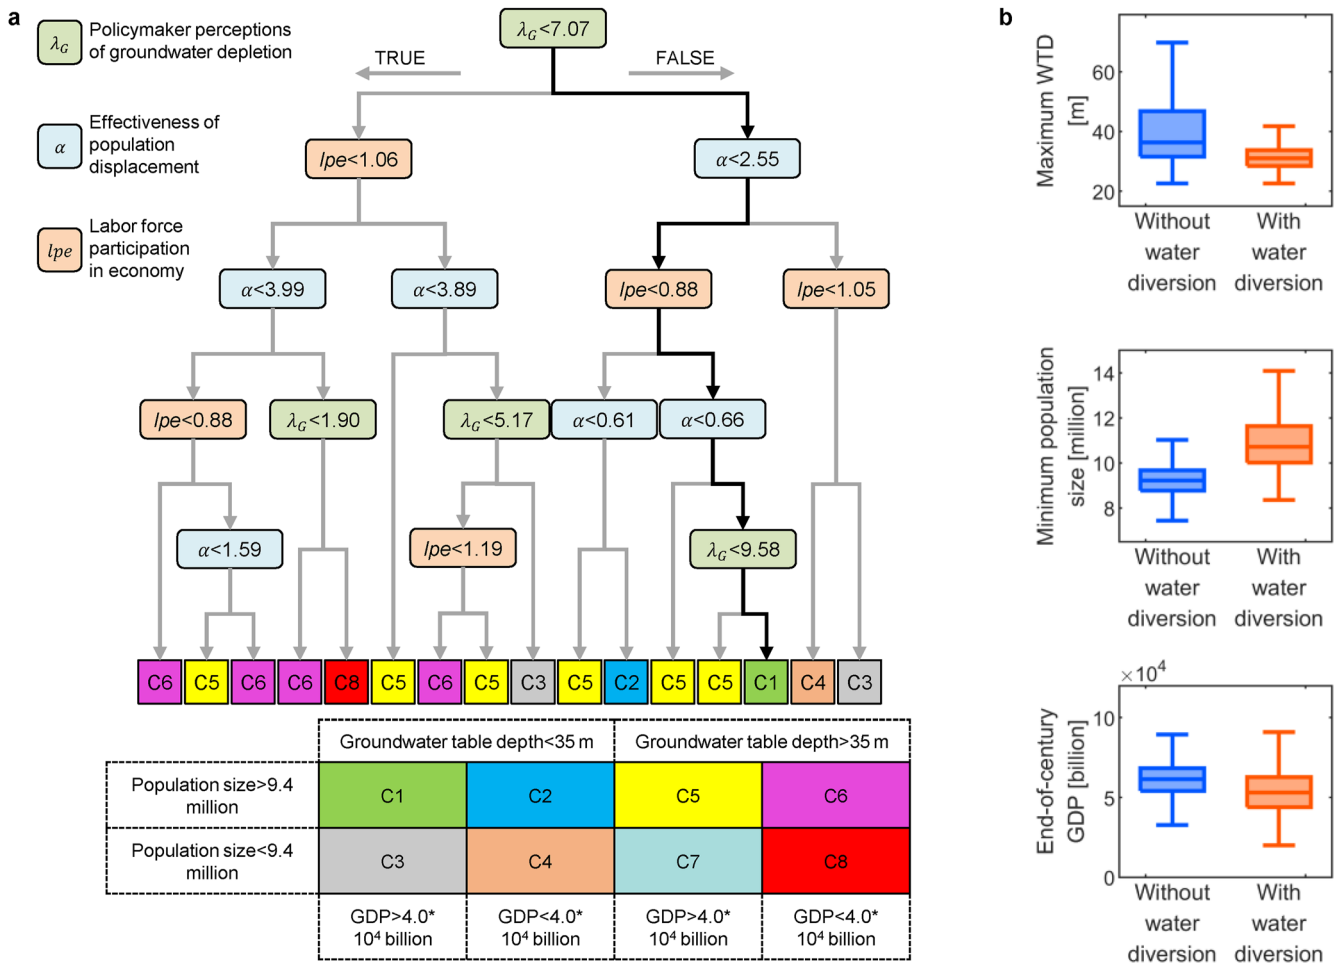 a
λG
Policymaker perceptions
of groundwater depletion
α
Effectiveness of
population
displacement
lpe
Labor force
participation
in economy
λG<7.07
TRUE
FALSE
lpe<1.06
α<2.55
α<3.99
α<3.89
lpe<0.88
lpe<1.05
lpe<0.88
λG<1.90
λG<5.17
α<0.61
α<0.66
α<1.59
lpe<1.19
λG<9.58
C6 C5 C6 C6 C8 C5 C6 C5 C3 C5 C2 C5 C5 C1 C4 C3
Groundwater table depth<35 m
Groundwater table depth>35 m
Population size>9.4
million
C1
C2
C5
C6
Population size<9.4
million
C3
C4
C7
C8
GDP>4.0*
10⁴ billion
GDP<4.0*
10⁴ billion
GDP>4.0*
10⁴ billion
GDP<4.0*
10⁴ billion
b
Maximum WTD
[m]
60
40
20
Without
water
diversion
With
water
diversion
Minimum population
size [million]
14
12
10
8
Without
water
diversion
With
water
diversion
End-of-century
GDP [billion]
×10⁴
10
5
0
Without
water
diversion
With
water
diversion